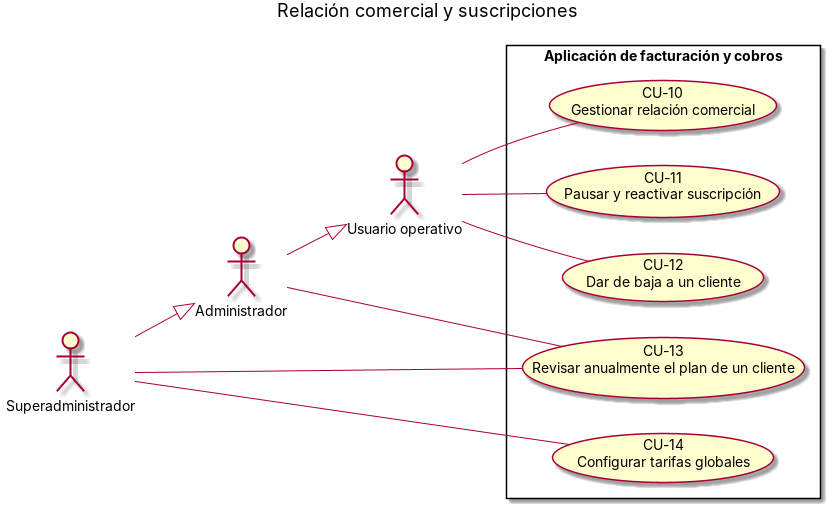 Relación comercial y suscripciones
Aplicación de facturación y cobros
CU-10
Gestionar relación comercial
CU-11
Pausar y reactivar suscripción
Usuario operativo
CU-12
Dar de baja a un cliente
Administrador
CU-13
Revisar anualmente el plan de un cliente
Superadministrador
CU-14
Configurar tarifas globales